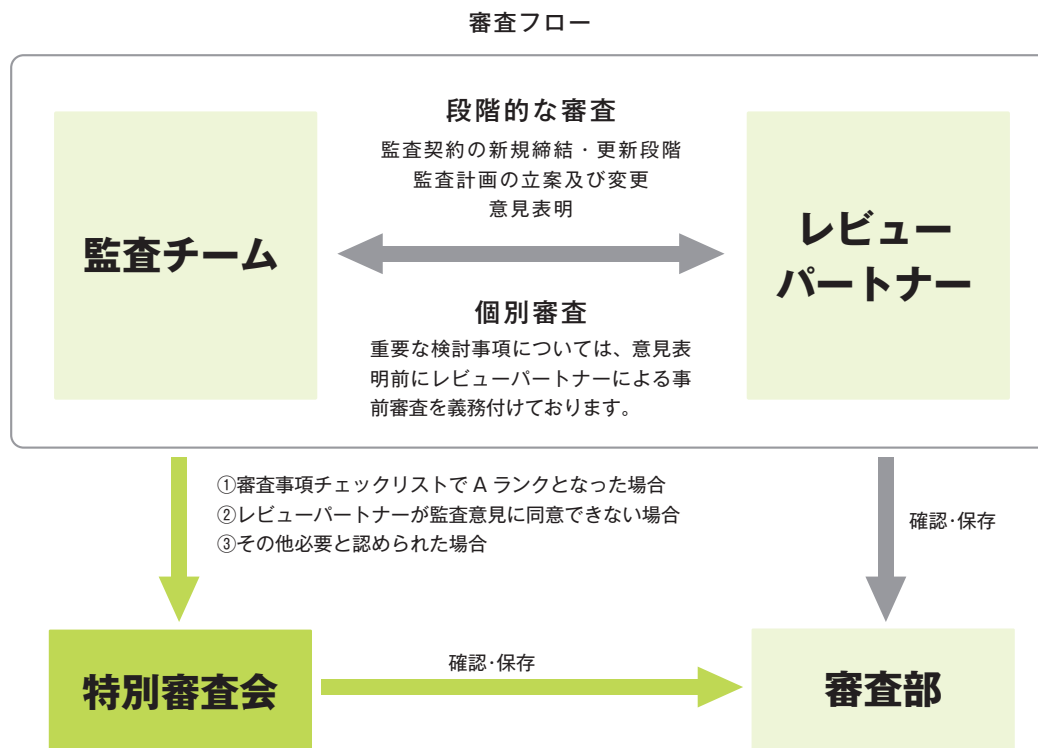 審査フロー
段階的な審査
監査契約の新規締結・更新段階
監査計画の立案及び変更
意見表明
監査チーム
レビュー
パートナー
個別審査
重要な検討事項については、意見表
明前にレビューパートナーによる事
前審査を義務付けております。
①審査事項チェックリストで A ランクとなった場合
②レビューパートナーが監査意見に同意できない場合
③その他必要と認められた場合
確認・保存
特別審査会
確認・保存
審査部